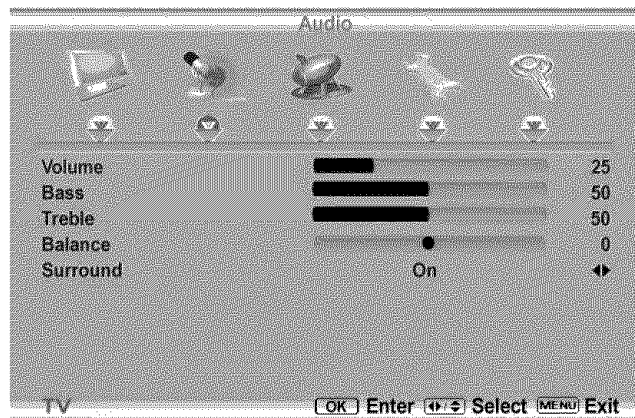 Audio
Volume 25
Bass 50
Treble 50
Balance 0
Surround On
TV OK Enter Select MENU Exit